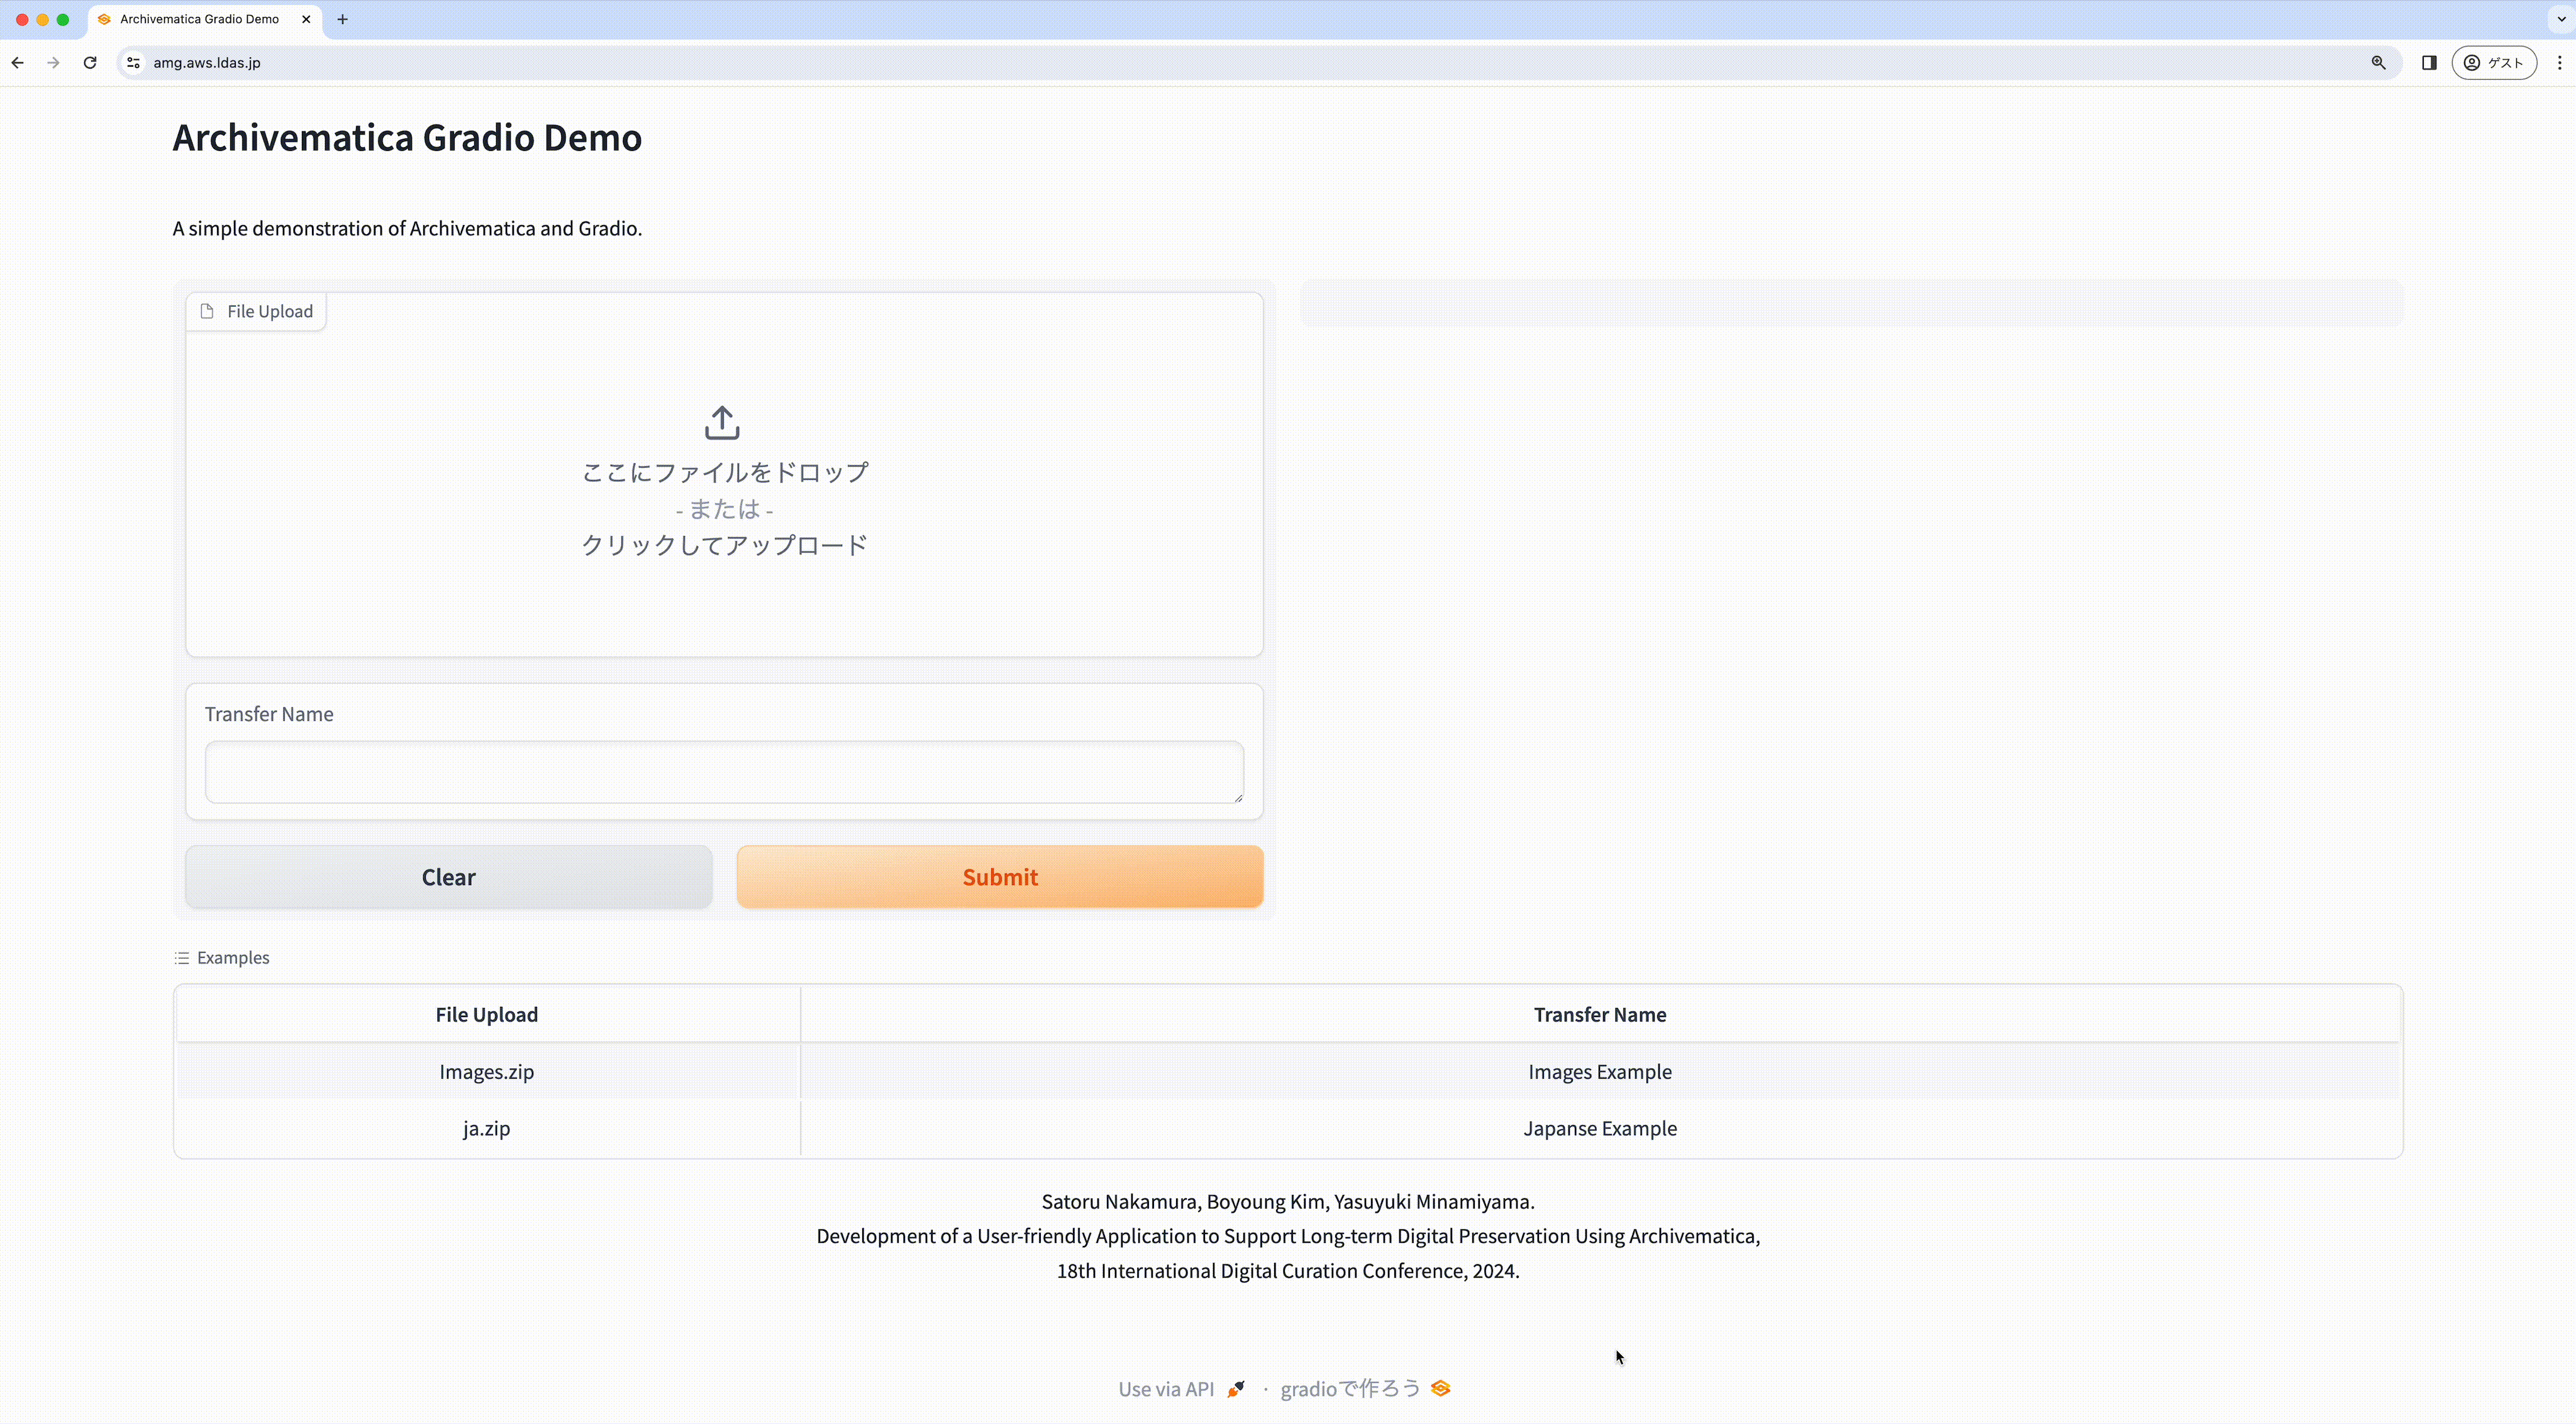 Archivematica Gradio Demo
amg.aws.ldas.jp
ゲスト
Archivematica Gradio Demo
A simple demonstration of Archivematica and Gradio.
File Upload
ここにファイルをドロップ
- または -
クリックしてアップロード
Transfer Name
Clear
Submit
Examples
File Upload
Transfer Name
Images.zip
Images Example
ja.zip
Japanse Example
Satoru Nakamura, Boyoung Kim, Yasuyuki Minamiyama.
Development of a User-friendly Application to Support Long-term Digital Preservation Using Archivematica,
18th International Digital Curation Conference, 2024.
Use via API · gradioで作ろう